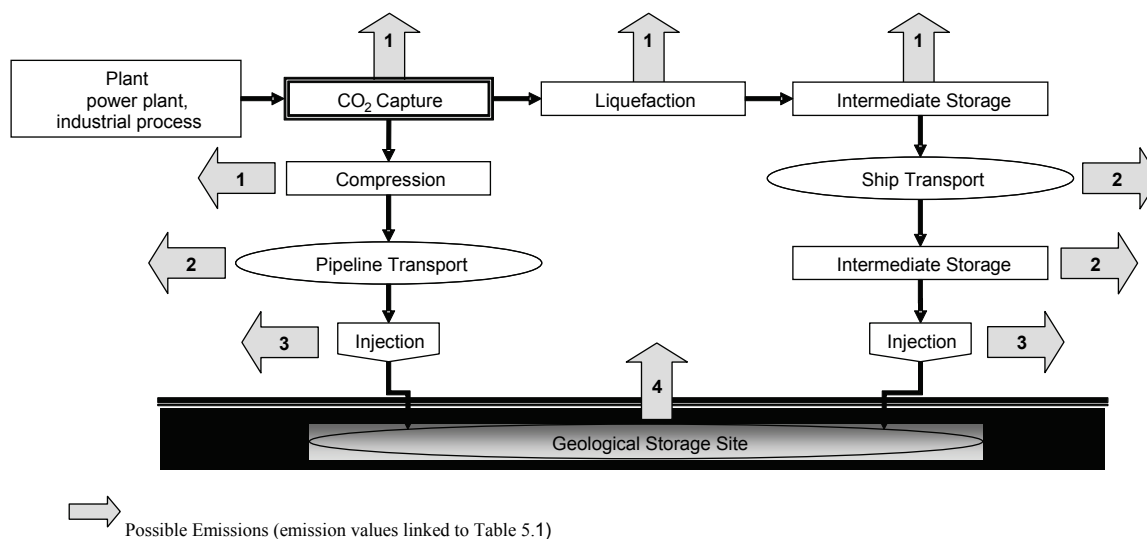 1
1
1
Plant
power plant,
industrial process
CO₂ Capture
Liquefaction
Intermediate Storage
1
Compression
Ship Transport
2
2
Pipeline Transport
Intermediate Storage
2
3
Injection
Injection
3
4
Geological Storage Site
Possible Emissions (emission values linked to Table 5.1)